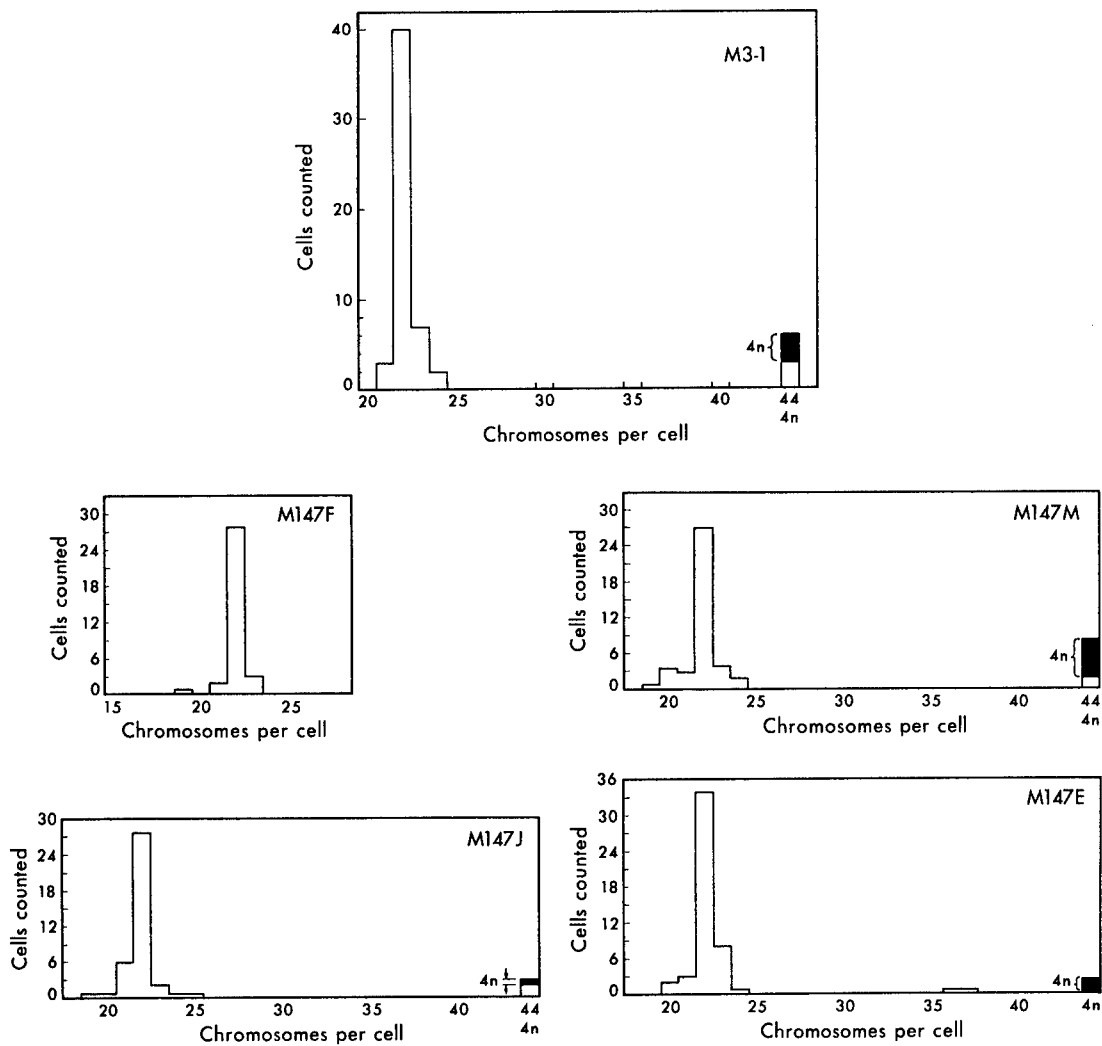 M3-1
Cells counted
40
30
20
10
0
4n
20 25 30 35 40 44
4n
Chromosomes per cell
M147F
Cells counted
30
24
18
12
6
0
15 20 25
Chromosomes per cell
M147M
Cells counted
30
24
18
12
6
0
4n
20 25 30 35 40 44
4n
Chromosomes per cell
M147J
Cells counted
30
24
18
12
6
0
4n
20 25 30 35 40 44
4n
Chromosomes per cell
M147E
Cells counted
36
30
24
18
12
6
0
4n
20 25 30 35 40 4n
Chromosomes per cell